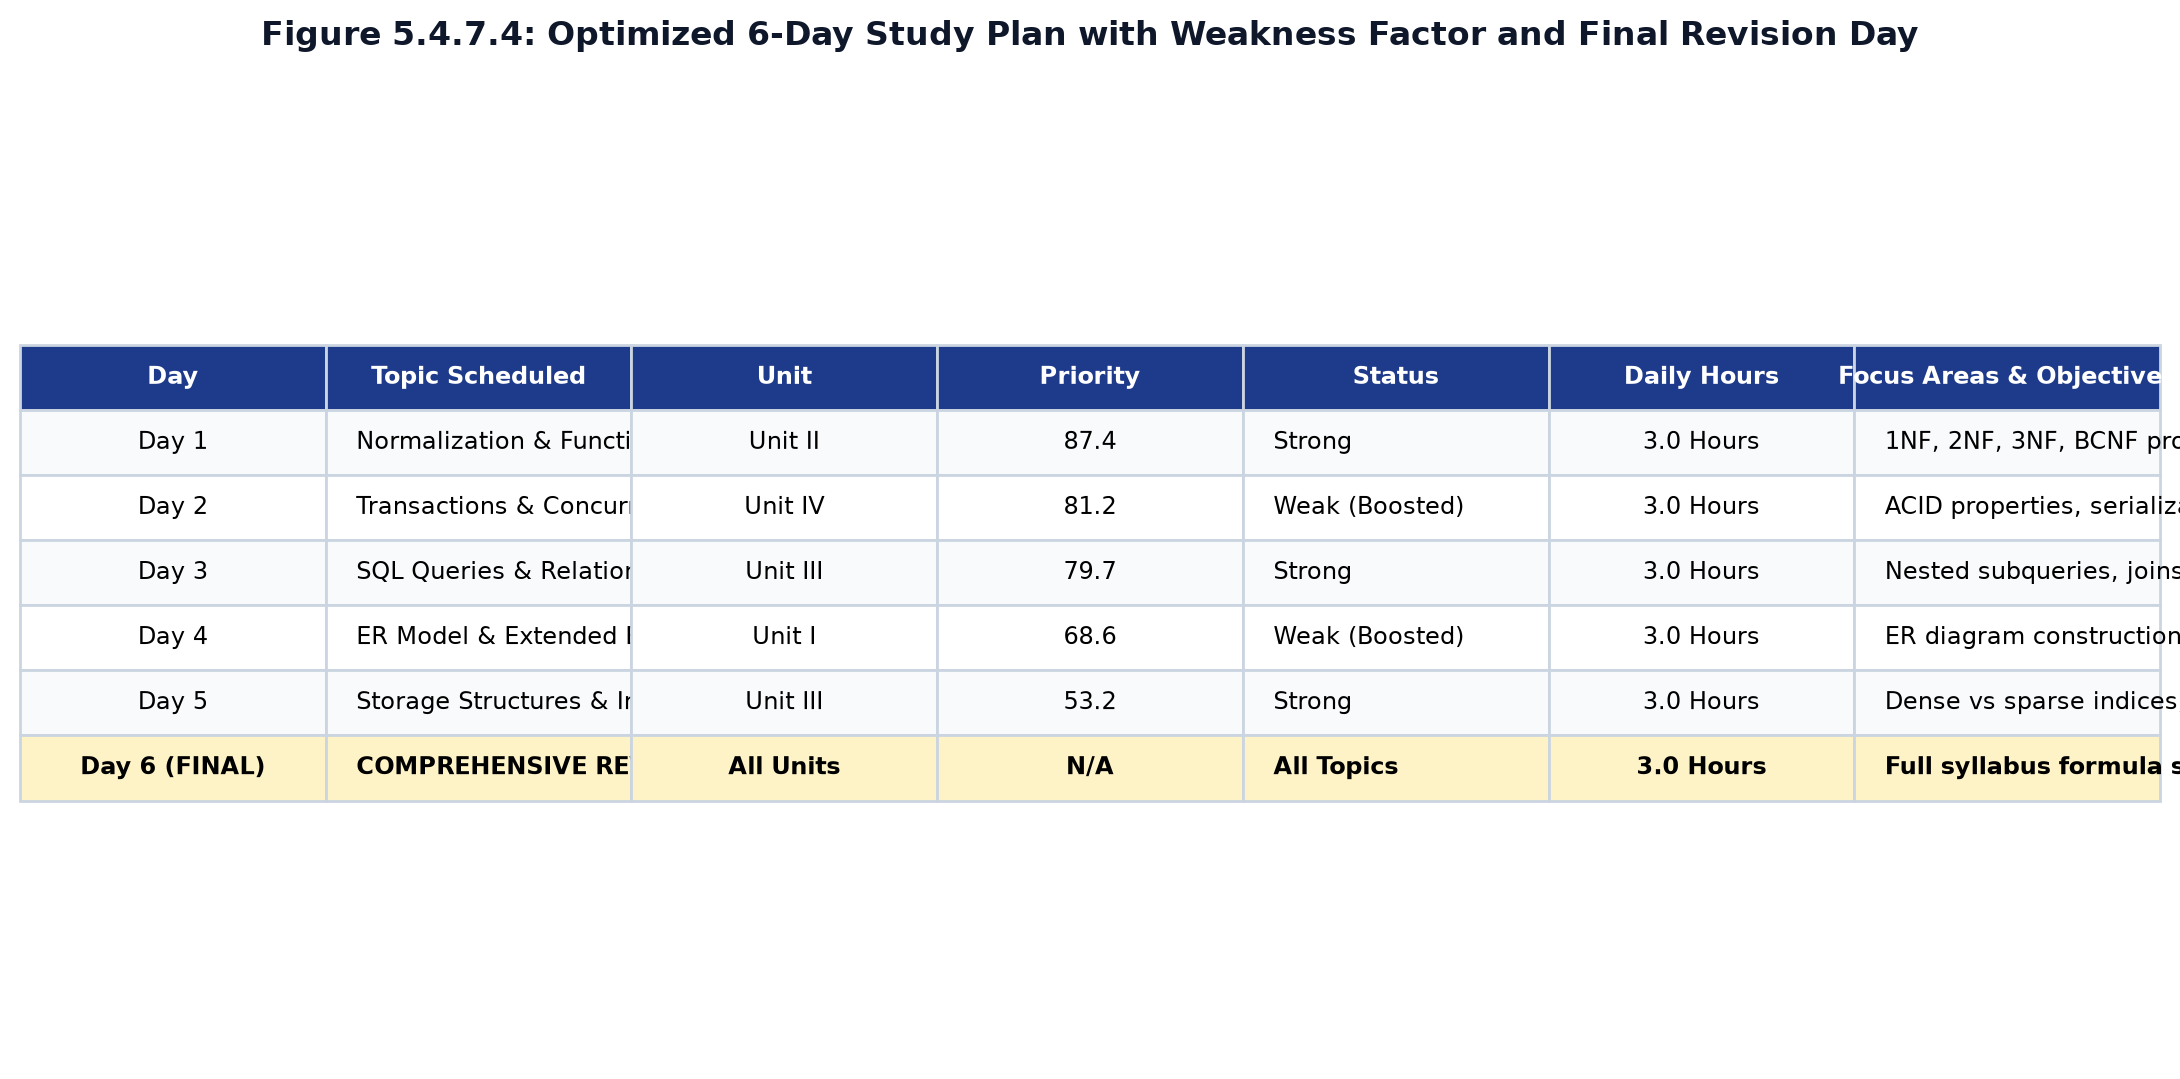 Figure 5.4.7.4: Optimized 6-Day Study Plan with Weakness Factor and Final Revision Day
Day Topic Scheduled Unit Priority Status Daily Hours Focus Areas & Objective
Day 1 Normalization & Functi Unit II 87.4 Strong 3.0 Hours 1NF, 2NF, 3NF, BCNF pro
Day 2 Transactions & Concur Unit IV 81.2 Weak (Boosted) 3.0 Hours ACID properties, serializ
Day 3 SQL Queries & Relation Unit III 79.7 Strong 3.0 Hours Nested subqueries, joins
Day 4 ER Model & Extended Unit I 68.6 Weak (Boosted) 3.0 Hours ER diagram construction
Day 5 Storage Structures & Unit III 53.2 Strong 3.0 Hours Dense vs sparse indices
Day 6 (FINAL) COMPREHENSIVE RE All Units N/A All Topics 3.0 Hours Full syllabus formula s